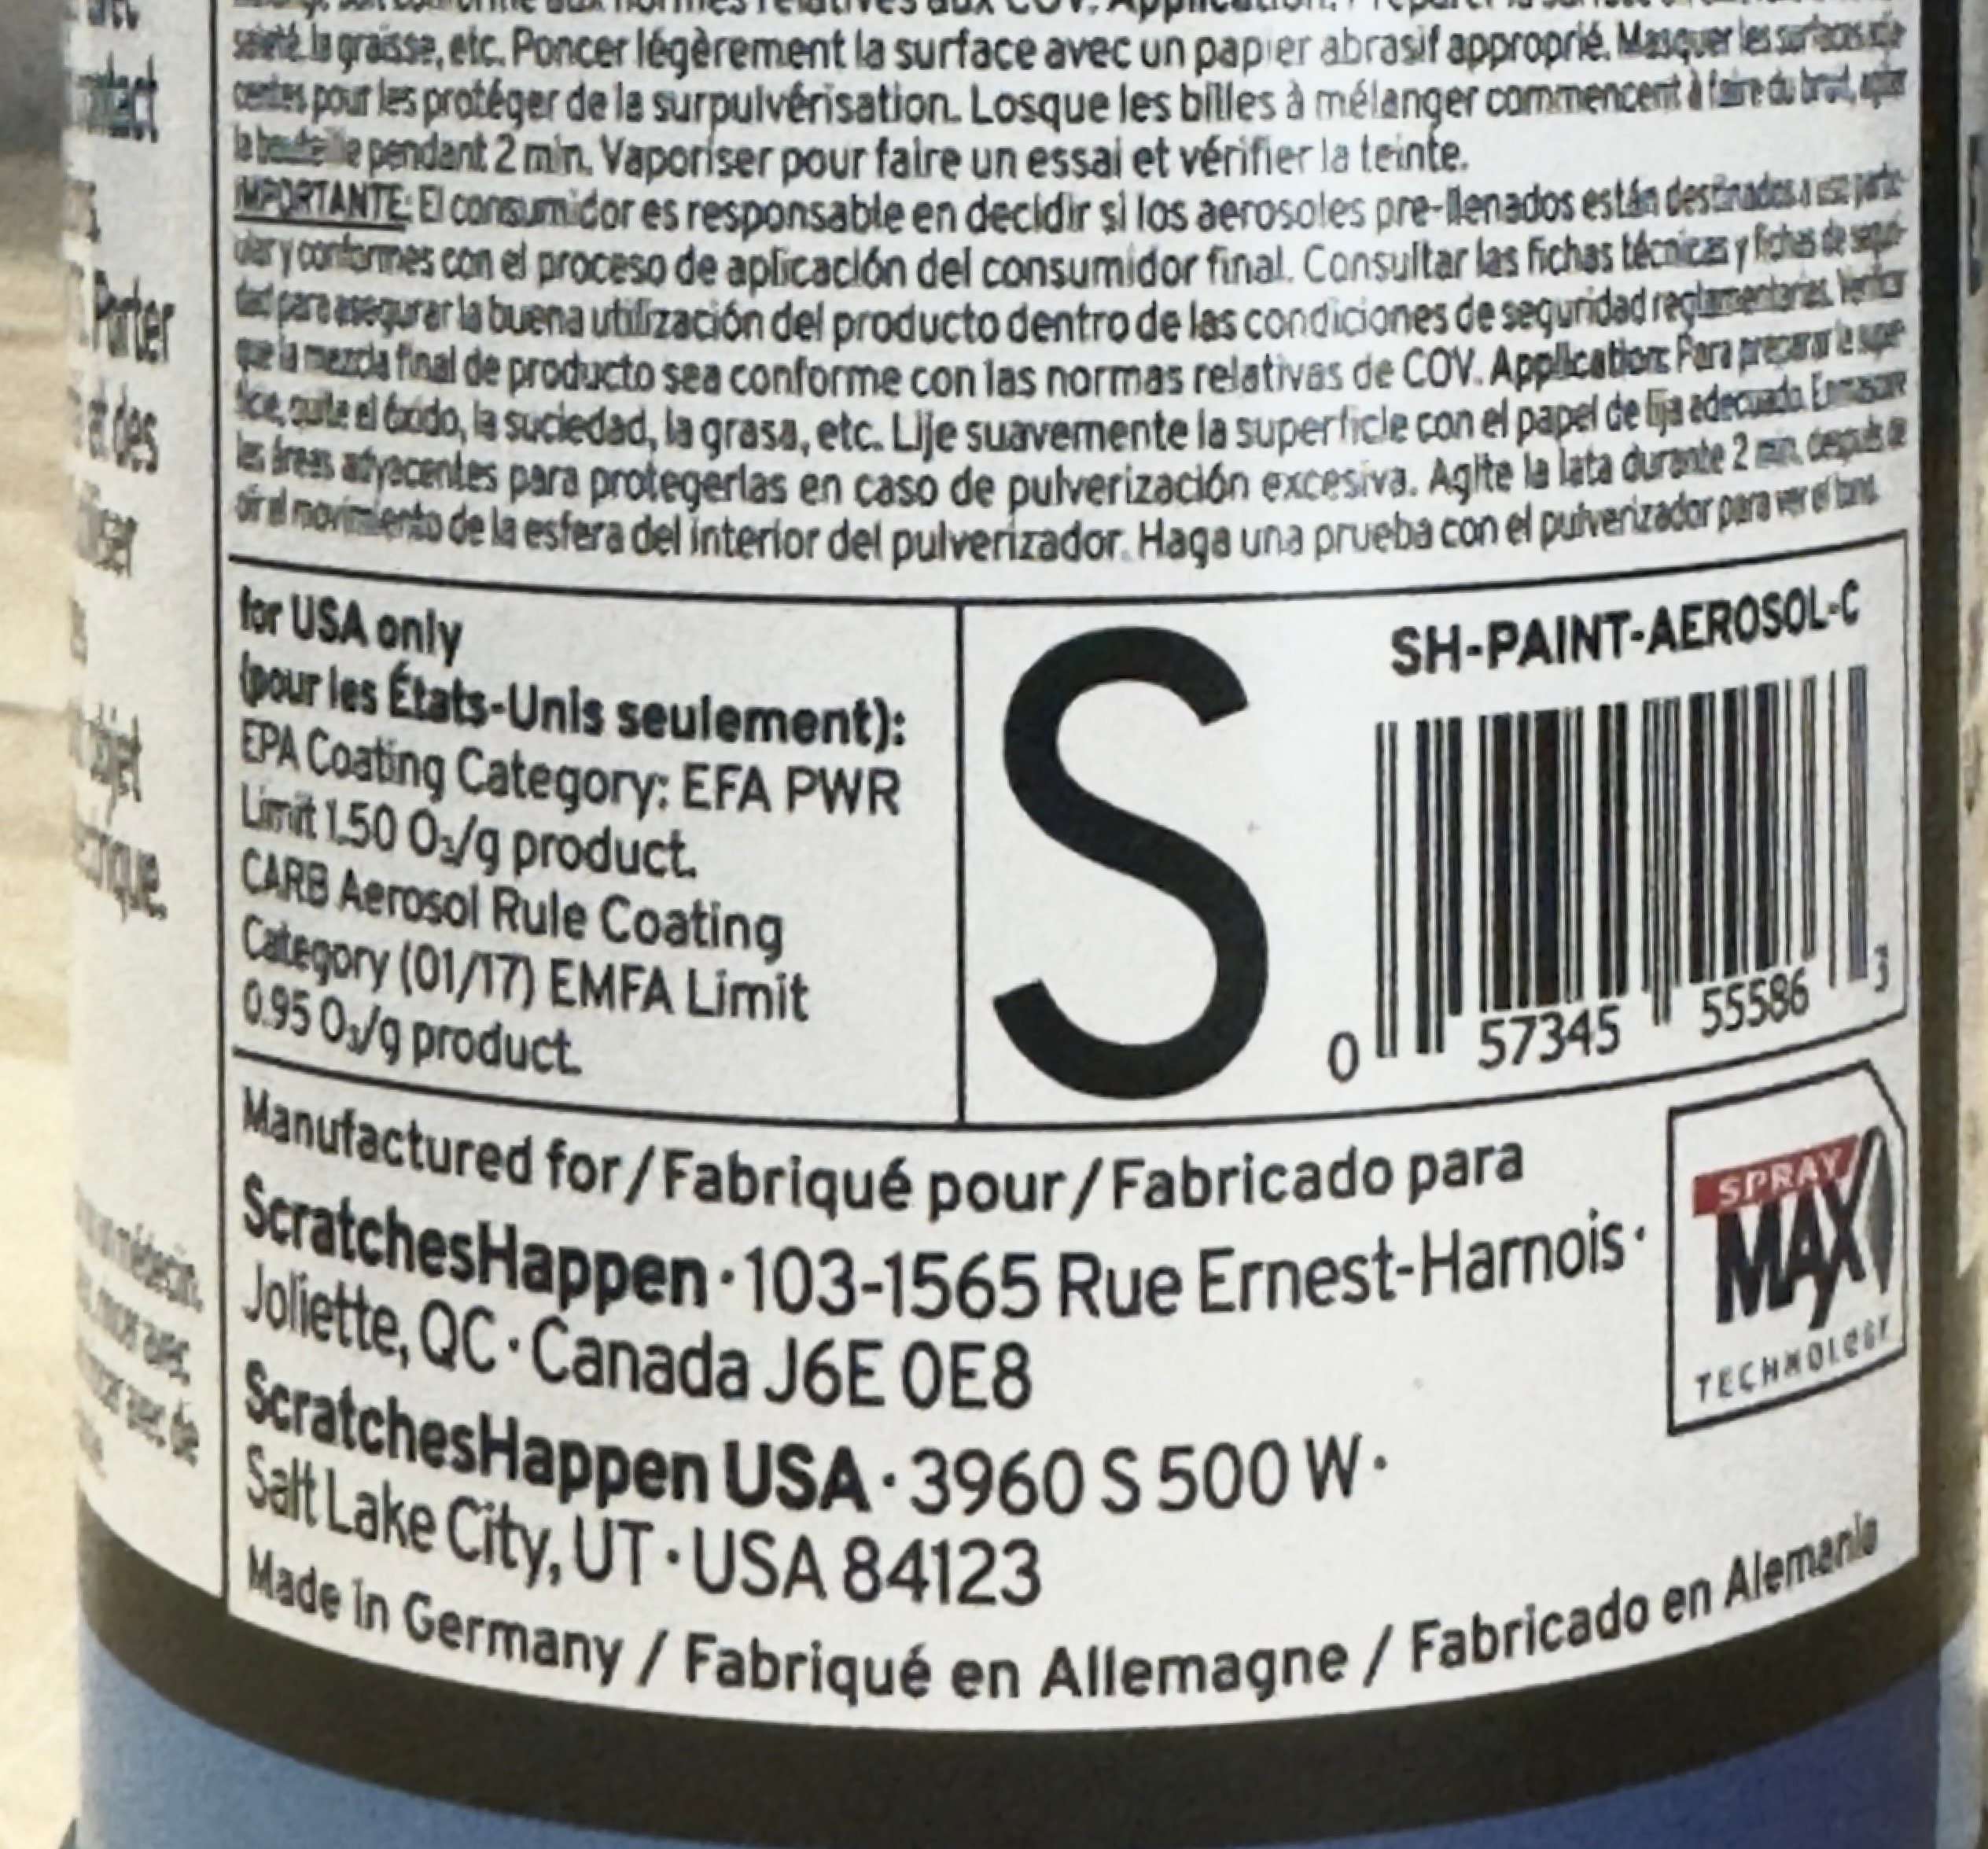 saleté, la graisse, etc. Poncer légèrement la surface avec un papier abrasif approprié. Masquer les surfaces
centes pour les protéger de la surpulvérisation. Losque les billes à mélanger commencent à faire du bruit,
la bouteille pendant 2 min. Vaporiser pour faire un essai et vérifier la teinte.
IMPORTANTE: El consumidor es responsable en decidir si los aerosoles pre-llenados están destinados a uso
y conformes con el proceso de aplicación del consumidor final. Consultar las fichas técnicas y fichas de
dad para asegurar la buena utilización del producto dentro de las condiciones de seguridad reglamentarias. Verificar
que la mezcla final de producto sea conforme con las normas relativas de COV. Application: Para preparar la
ficie, quite el óxido, la suciedad, la grasa, etc. Lije suavemente la superficie con el papel de lija adecuado. Enmascare
las áreas adyacentes para protegerlas en caso de pulverización excesiva. Agite la lata durante 2 min. después de
oir el movimiento de la esfera del interior del pulverizador. Haga una prueba con el pulverizador para ver el tono.
for USA only
(pour les États-Unis seulement):
EPA Coating Category: EFA PWR
Limit 1.50 O₃/g product.
CARB Aerosol Rule Coating
Category (01/17) EMFA Limit
0.95 O₃/g product.
S
SH-PAINT-AEROSOL-C
0 57345 55586 3
Manufactured for / Fabriqué pour / Fabricado para
ScratchesHappen · 103-1565 Rue Ernest-Harnois ·
Joliette, QC · Canada J6E 0E8
ScratchesHappen USA · 3960 S 500 W ·
Salt Lake City, UT · USA 84123
Made in Germany / Fabriqué en Allemagne / Fabricado en Alemania
SPRAY
MAX
TECHNOLOGY